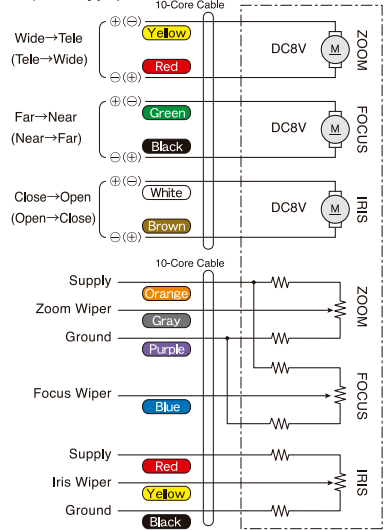 10-Core Cable
⊕(⊖)
Yellow
Wide→Tele
(Tele→Wide)
DC8V
M
ZOOM
Red
⊖(⊕)
⊕(⊖)
Green
Far→Near
(Near→Far)
DC8V
M
FOCUS
Black
⊖(⊕)
⊕(⊖)
White
Close→Open
(Open→Close)
DC8V
M
IRIS
Brown
⊖(⊕)
10-Core Cable
Supply
Orange
Zoom Wiper
Gray
ZOOM
Ground
Purple
Focus Wiper
Blue
FOCUS
Supply
Red
Iris Wiper
Yellow
IRIS
Ground
Black